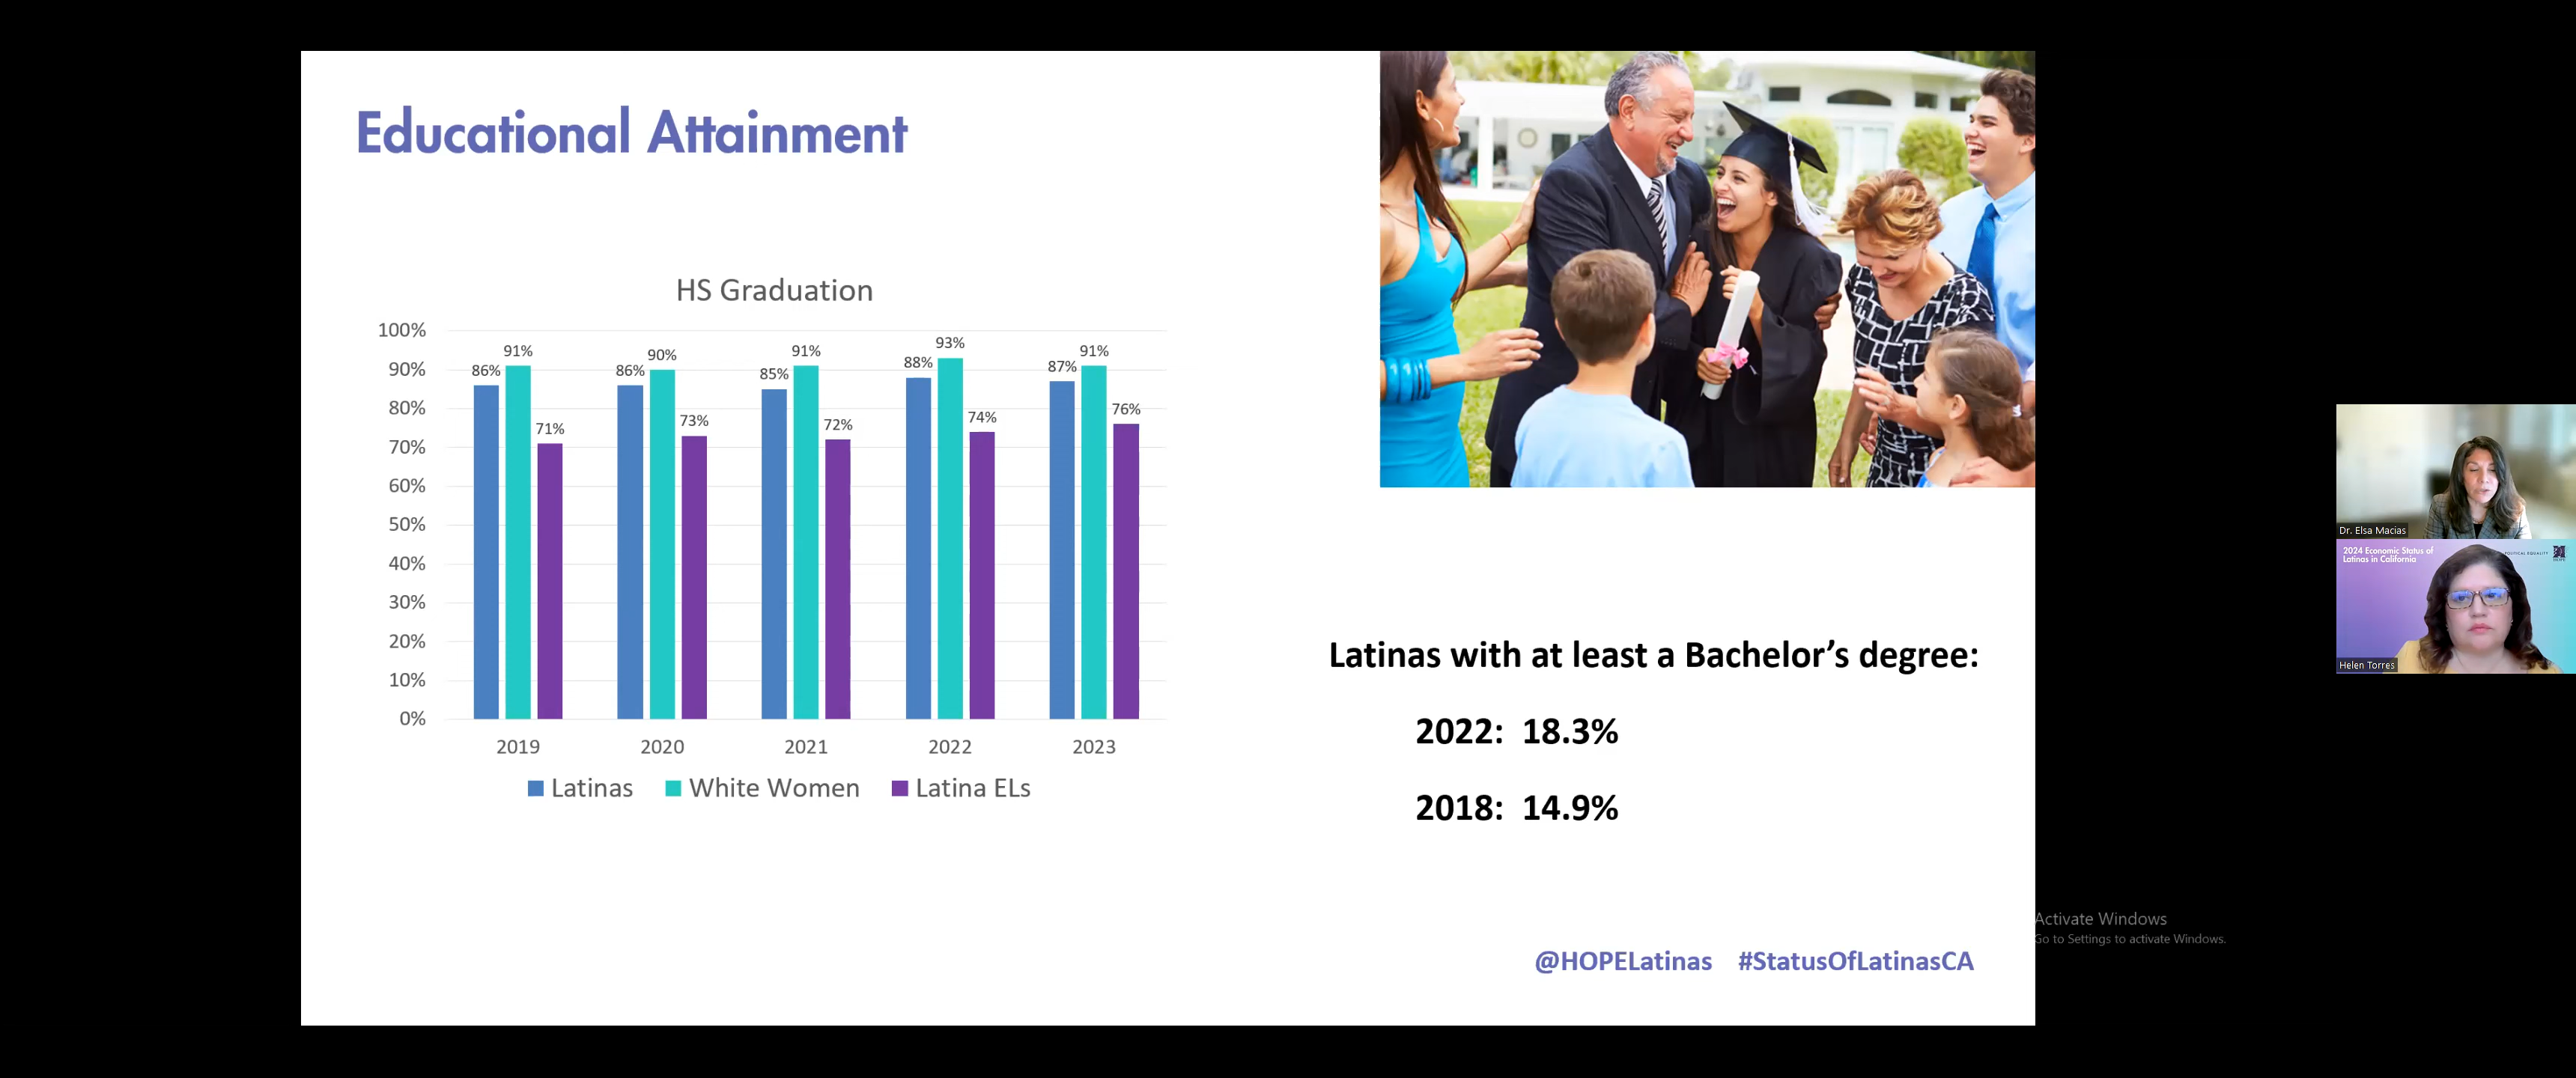 Educational Attainment
HS Graduation
100%
90%
80%
70%
60%
50%
40%
30%
20%
10%
0%
86% 91% 71%
86% 90% 73%
85% 91% 72%
88% 93% 74%
87% 91% 76%
2019 2020 2021 2022 2023
Latinas White Women Latina ELs
Latinas with at least a Bachelor’s degree:
2022: 18.3%
2018: 14.9%
@HOPELatinas #StatusOfLatinasCA
Dr. Elsa Macias
2024 Economic Status of
Latinas in California
POLITICAL EQUALITY
Helen Torres
Activate Windows
Go to Settings to activate Windows.